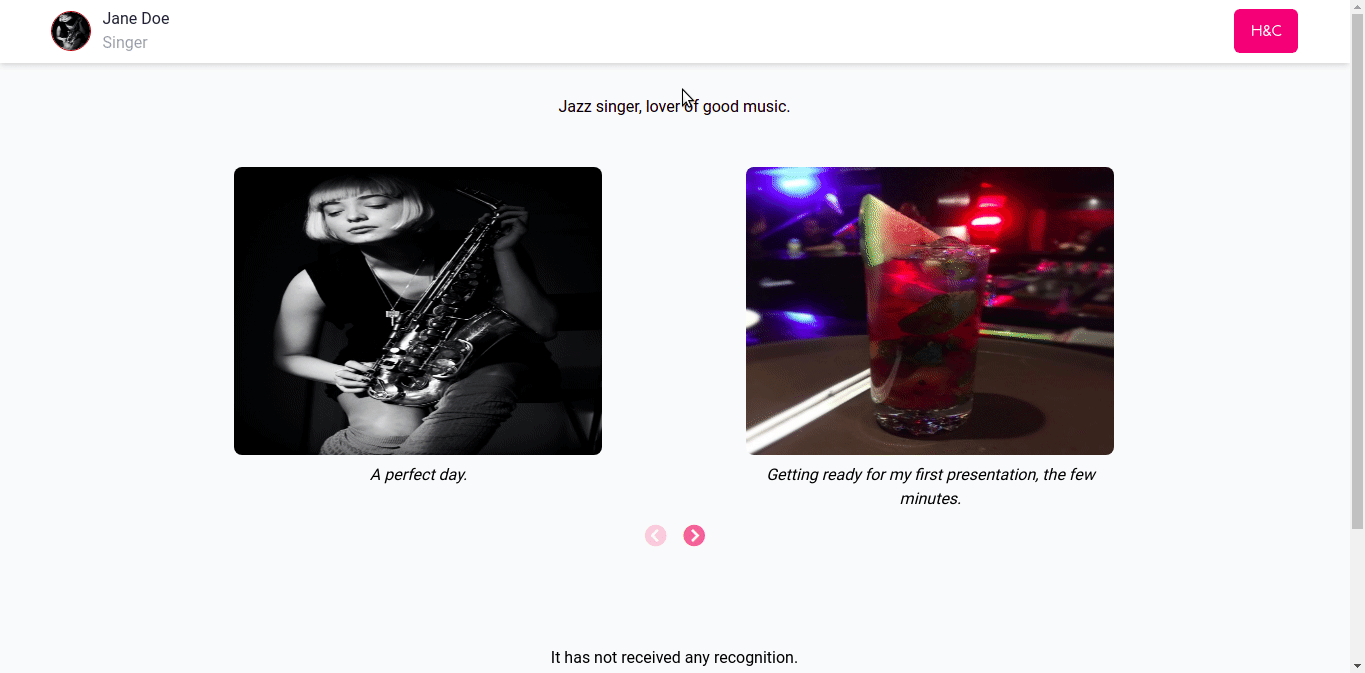 Jane Doe
Singer
H&C
Jazz singer, lover of good music.
A perfect day.
Getting ready for my first presentation, the few
minutes.
It has not received any recognition.